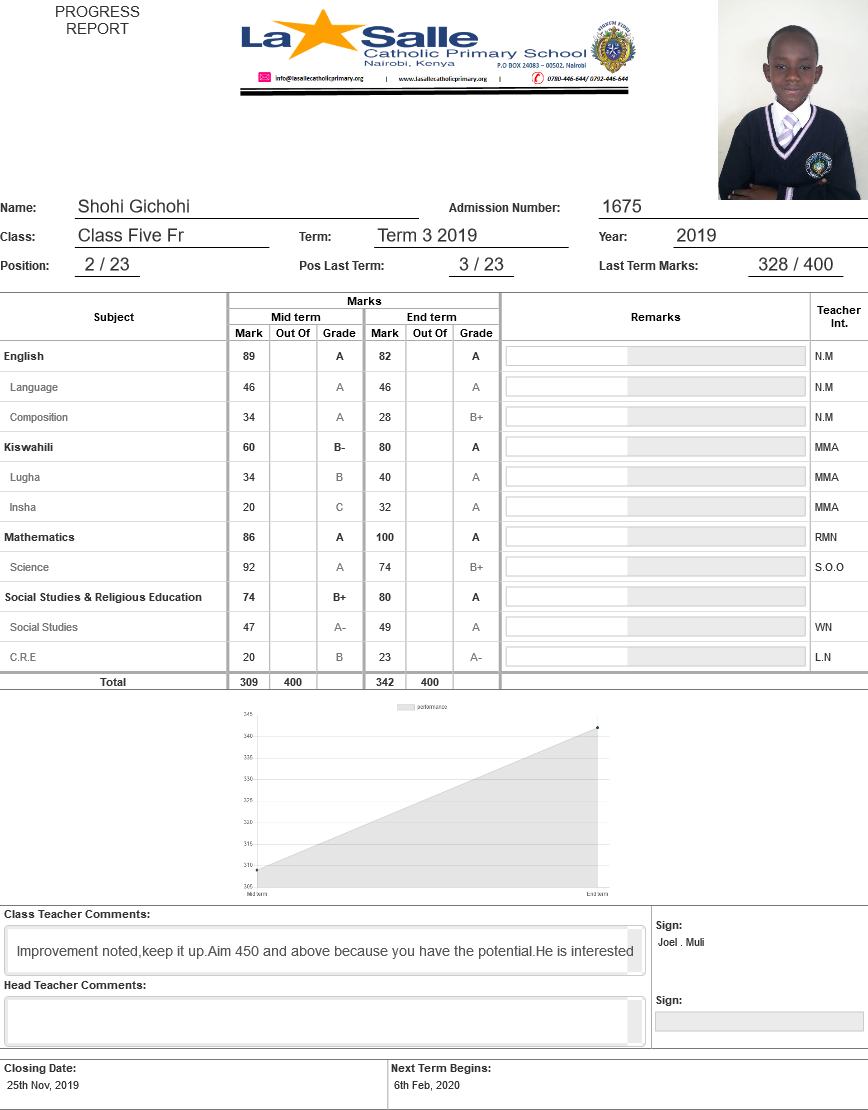 PROGRESS
REPORT
La Salle
Catholic Primary School
Nairobi, Kenya
P.O BOX 24083 – 00502, Nairobi
info@lasallecatholicprimary.org | www.lasallecatholicprimary.org | 0780-446-644/ 0792-446-644
Name: Shohi Gichohi Admission Number: 1675
Class: Class Five Fr Term: Term 3 2019 Year: 2019
Position: 2 / 23 Pos Last Term: 3 / 23 Last Term Marks: 328 / 400
Marks
Subject Mid term End term Remarks Teacher Int.
Mark Out Of Grade Mark Out Of Grade
English 89 A 82 A N.M
Language 46 A 46 A N.M
Composition 34 A 28 B+ N.M
Kiswahili 60 B- 80 A MMA
Lugha 34 B 40 A MMA
Insha 20 C 32 A MMA
Mathematics 86 A 100 A RMN
Science 92 A 74 B+ S.O.O
Social Studies & Religious Education 74 B+ 80 A
Social Studies 47 A- 49 A WN
C.R.E 20 B 23 A- L.N
Total 309 400 342 400
performance
345
340
335
330
325
320
315
310
305
Mid term End term
Class Teacher Comments:
Improvement noted,keep it up.Aim 450 and above because you have the potential.He is interested
Sign:
Joel . Muli
Head Teacher Comments:
Sign:
Closing Date: Next Term Begins:
25th Nov, 2019 6th Feb, 2020